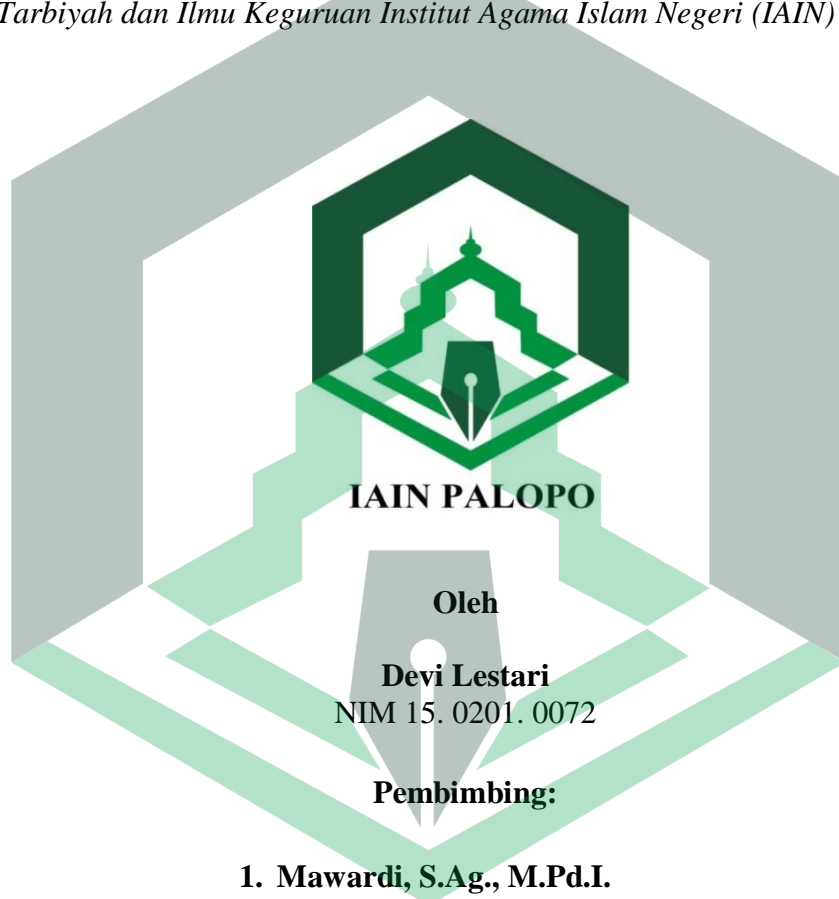 Tarbiyah dan Ilmu Keguruan Institut Agama Islam Negeri (IAIN)
IAIN PALOPO
Oleh
Devi Lestari
NIM 15. 0201. 0072
Pembimbing:
1. Mawardi, S.Ag., M.Pd.I.